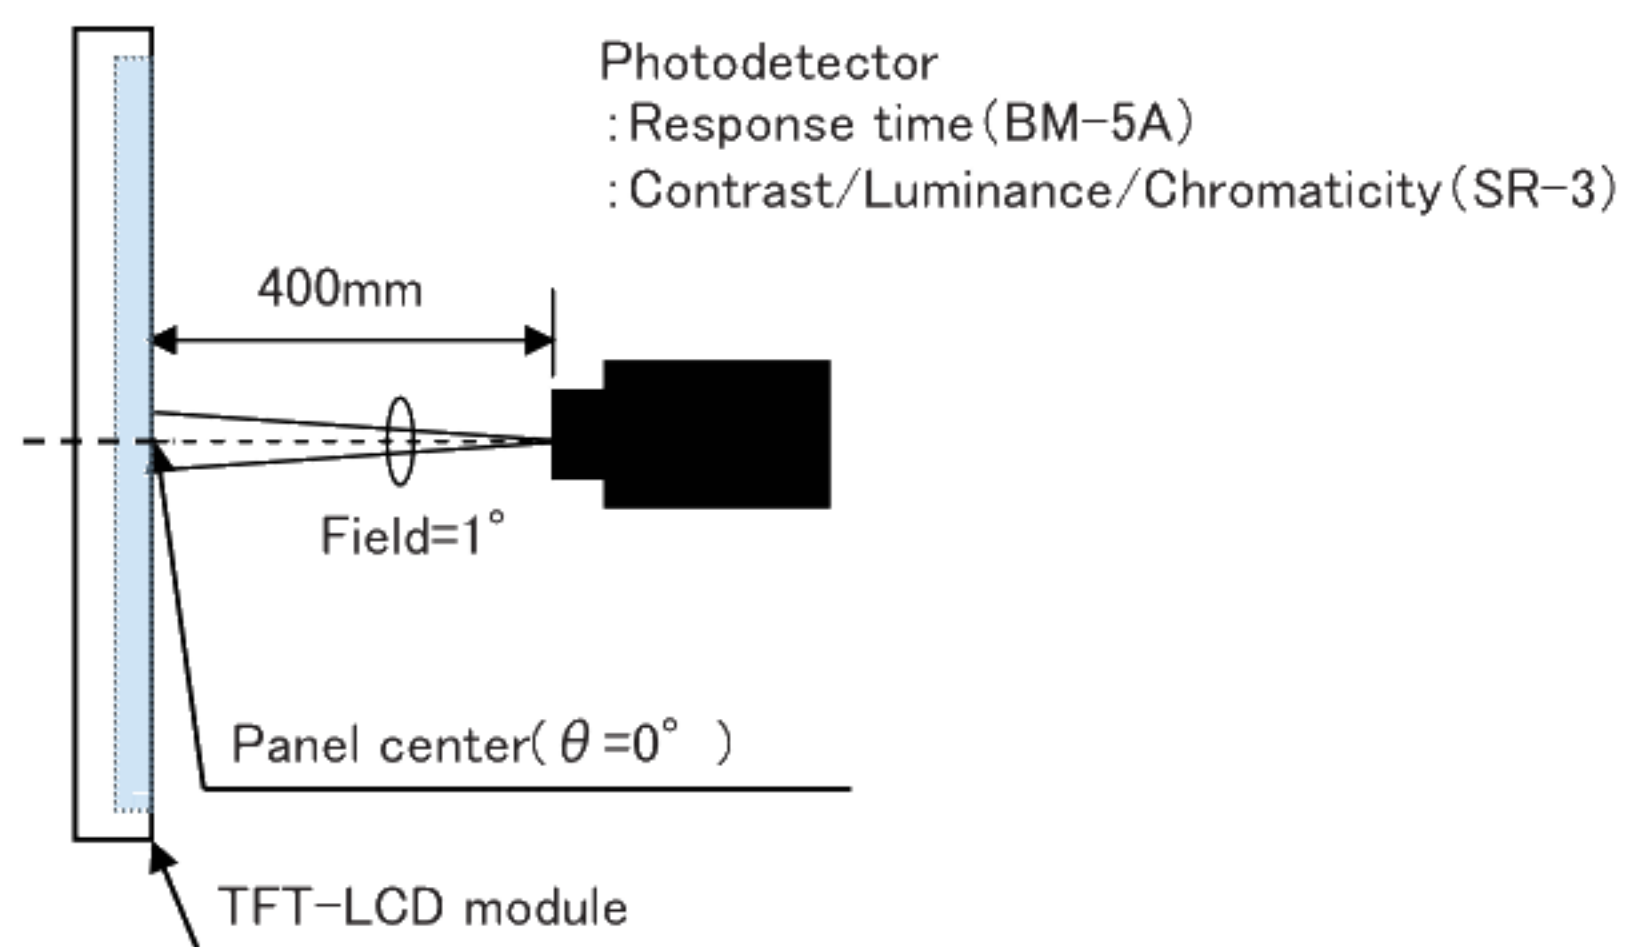 Photodetector
:Response time(BM-5A)
:Contrast/Luminance/Chromaticity(SR-3)
400mm
Field=1°
Panel center(θ=0° )
TFT-LCD module